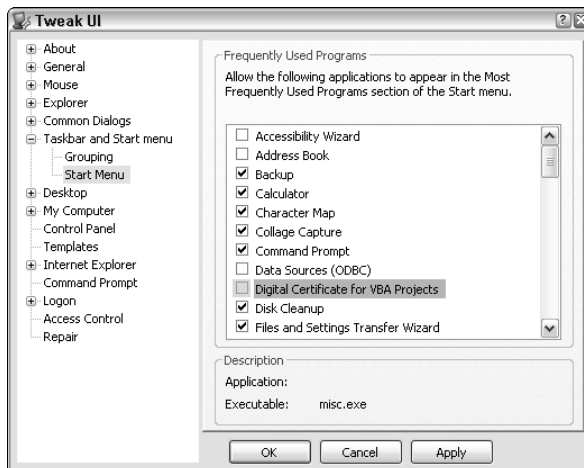 Tweak UI
About
General
Mouse
Explorer
Common Dialogs
Taskbar and Start menu
Grouping
Start Menu
Desktop
My Computer
Control Panel
Templates
Internet Explorer
Command Prompt
Logon
Access Control
Repair
Frequently Used Programs
Allow the following applications to appear in the Most
Frequently Used Programs section of the Start menu.
Accessibility Wizard
Address Book
Backup
Calculator
Character Map
Collage Capture
Command Prompt
Data Sources (ODBC)
Digital Certificate for VBA Projects
Disk Cleanup
Files and Settings Transfer Wizard
Description
Application:
Executable: misc.exe
OK Cancel Apply